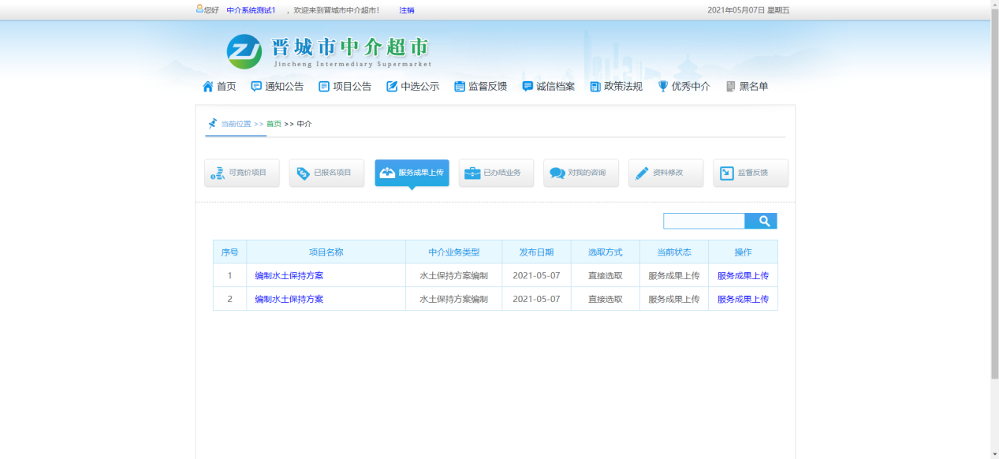 您好 中介系统测试1 ，欢迎来到晋城市中介超市！ 注销 2021年05月07日 星期五
ZJ 晋城市中介超市
Jincheng Intermediary Supermarket
首页 通知公告 项目公告 中选公示 监督反馈 诚信档案 政策法规 优秀中介 黑名单
当前位置 >> 首页 >> 中介
可竞价项目 已报名项目 服务成果上传 已办结业务 对我的咨询 资料修改 监督反馈
序号 项目名称 中介业务类型 发布日期 选取方式 当前状态 操作
1 编制水土保持方案 水土保持方案编制 2021-05-07 直接选取 服务成果上传 服务成果上传
2 编制水土保持方案 水土保持方案编制 2021-05-07 直接选取 服务成果上传 服务成果上传